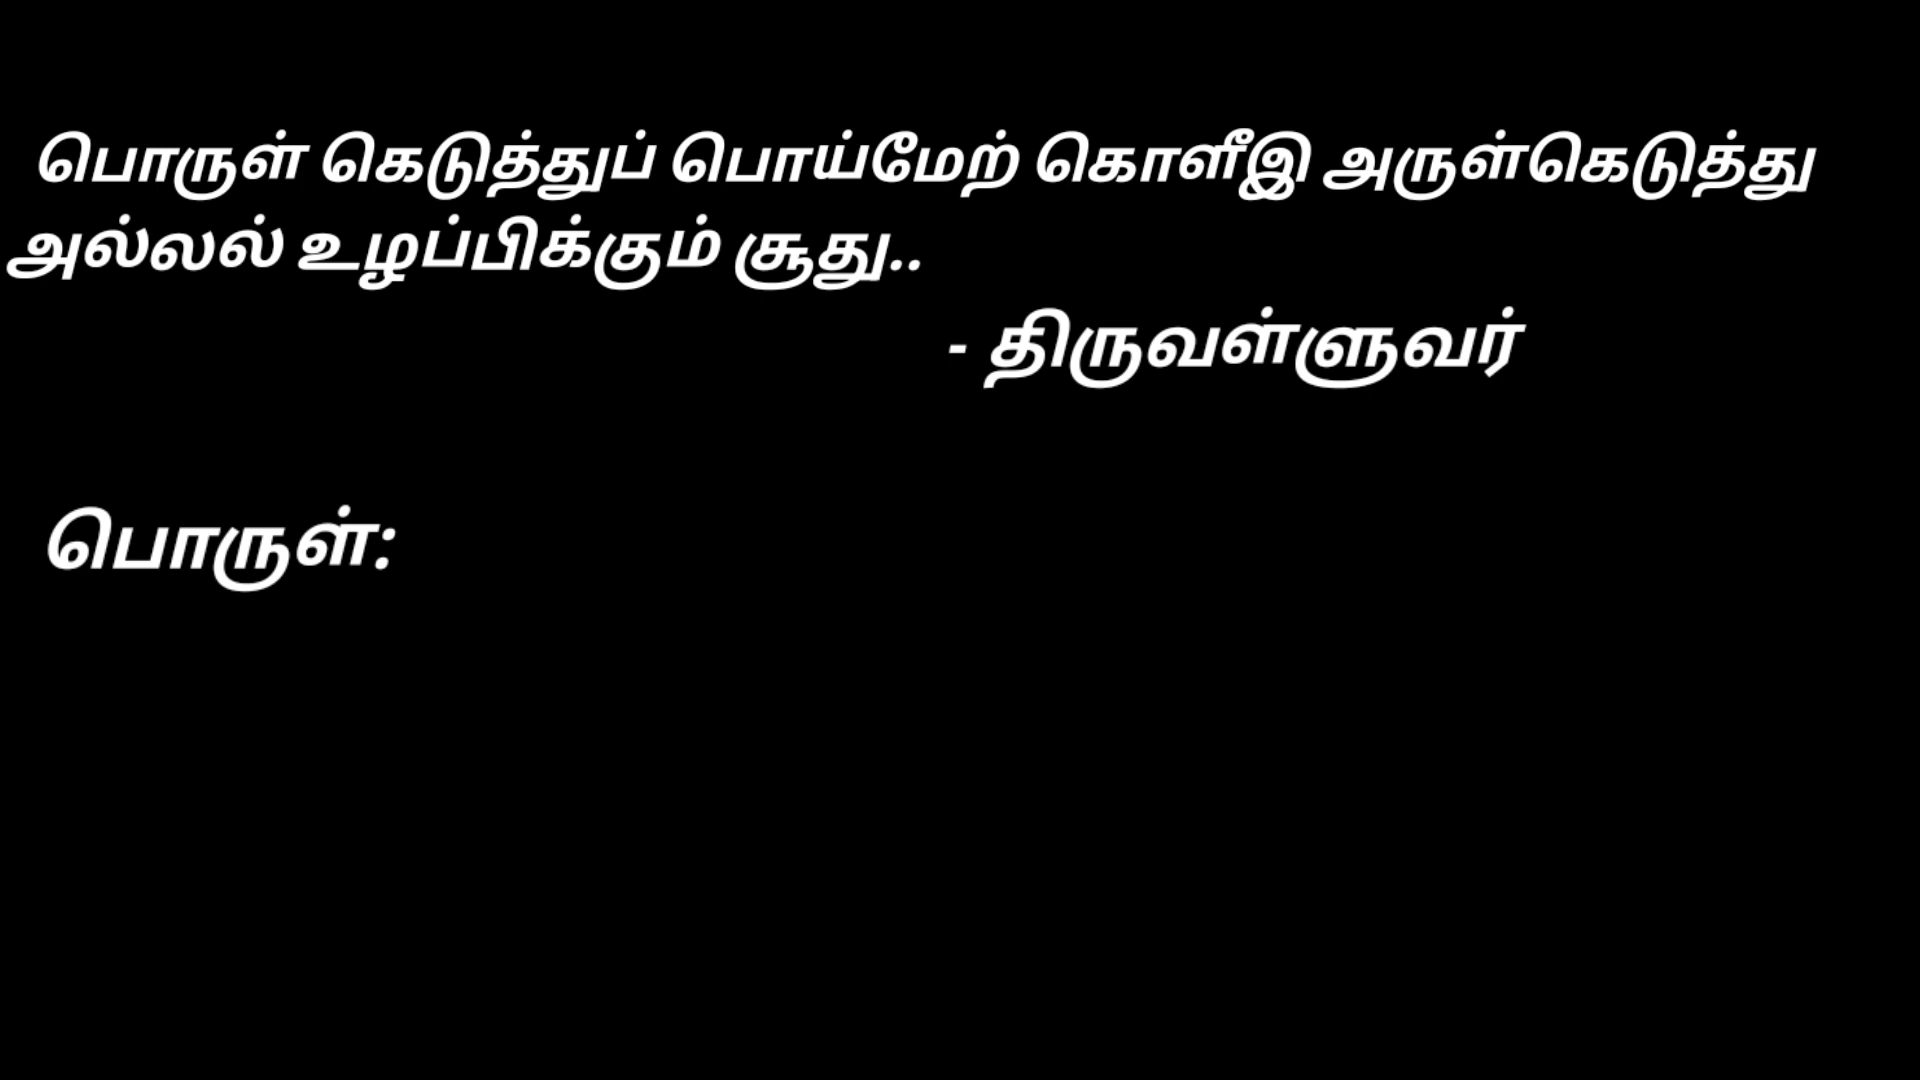 பொருள் கெடுத்துப் பொய்மேற் கொளீஇ அருள்கெடுத்து
அல்லல் உழப்பிக்கும் சூது..
- திருவள்ளுவர்
பொருள்: